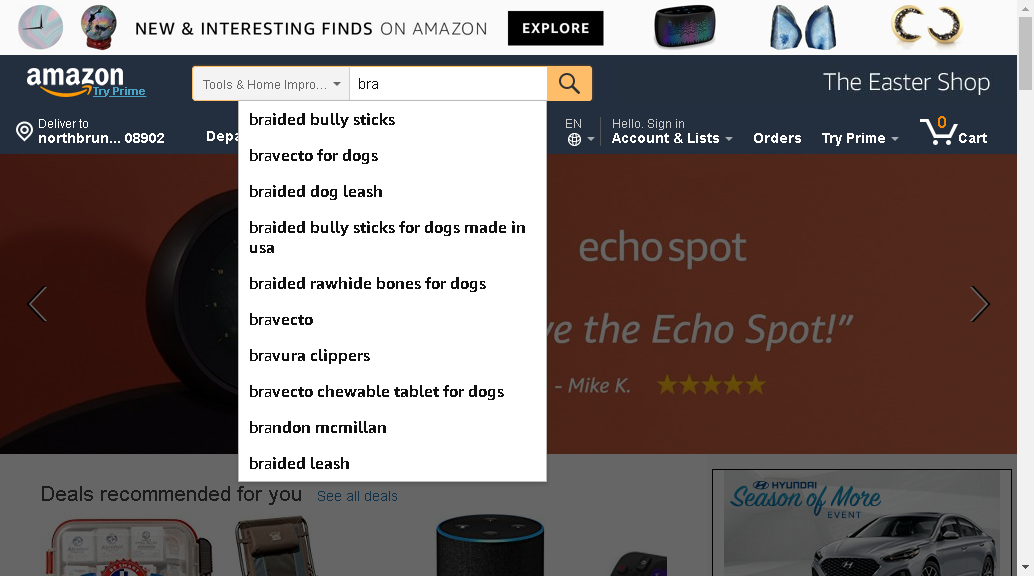 NEW & INTERESTING FINDS ON AMAZON EXPLORE
amazon
Try Prime
Tools & Home Impro...
bra
The Easter Shop
Deliver to
northbrun... 08902
Depa
EN
Hello. Sign in
Account & Lists
Orders
Try Prime
0
Cart
braided bully sticks
bravecto for dogs
braided dog leash
braided bully sticks for dogs made in
usa
braided rawhide bones for dogs
bravecto
bravura clippers
bravecto chewable tablet for dogs
brandon mcmillan
braided leash
echo spot
ve the Echo Spot!”
- Mike K.
Deals recommended for you See all deals
HYUNDAI
Season of More
EVENT